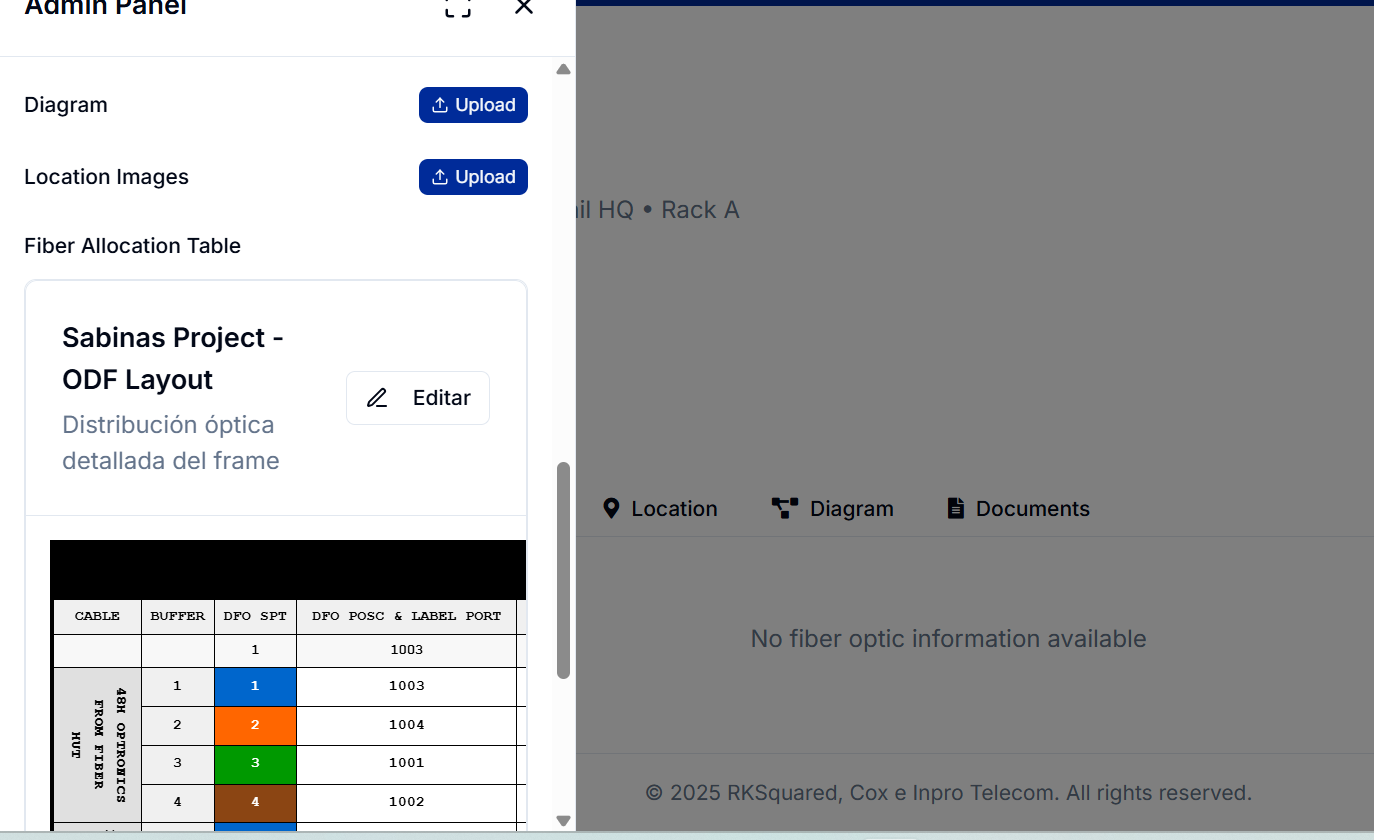 Admin Panel
Diagram
Upload
Location Images
Upload
Fiber Allocation Table
Sabinas Project -
ODF Layout
Editar
Distribución óptica
detallada del frame
CABLE BUFFER DFO SPT DFO POSC & LABEL PORT
1 1003
48H OPTRONICS
FROM FIBER
HUT
1 1 1003
2 2 1004
3 3 1001
4 4 1002
il HQ • Rack A
Location
Diagram
Documents
No fiber optic information available
© 2025 RKSquared, Cox e Inpro Telecom. All rights reserved.